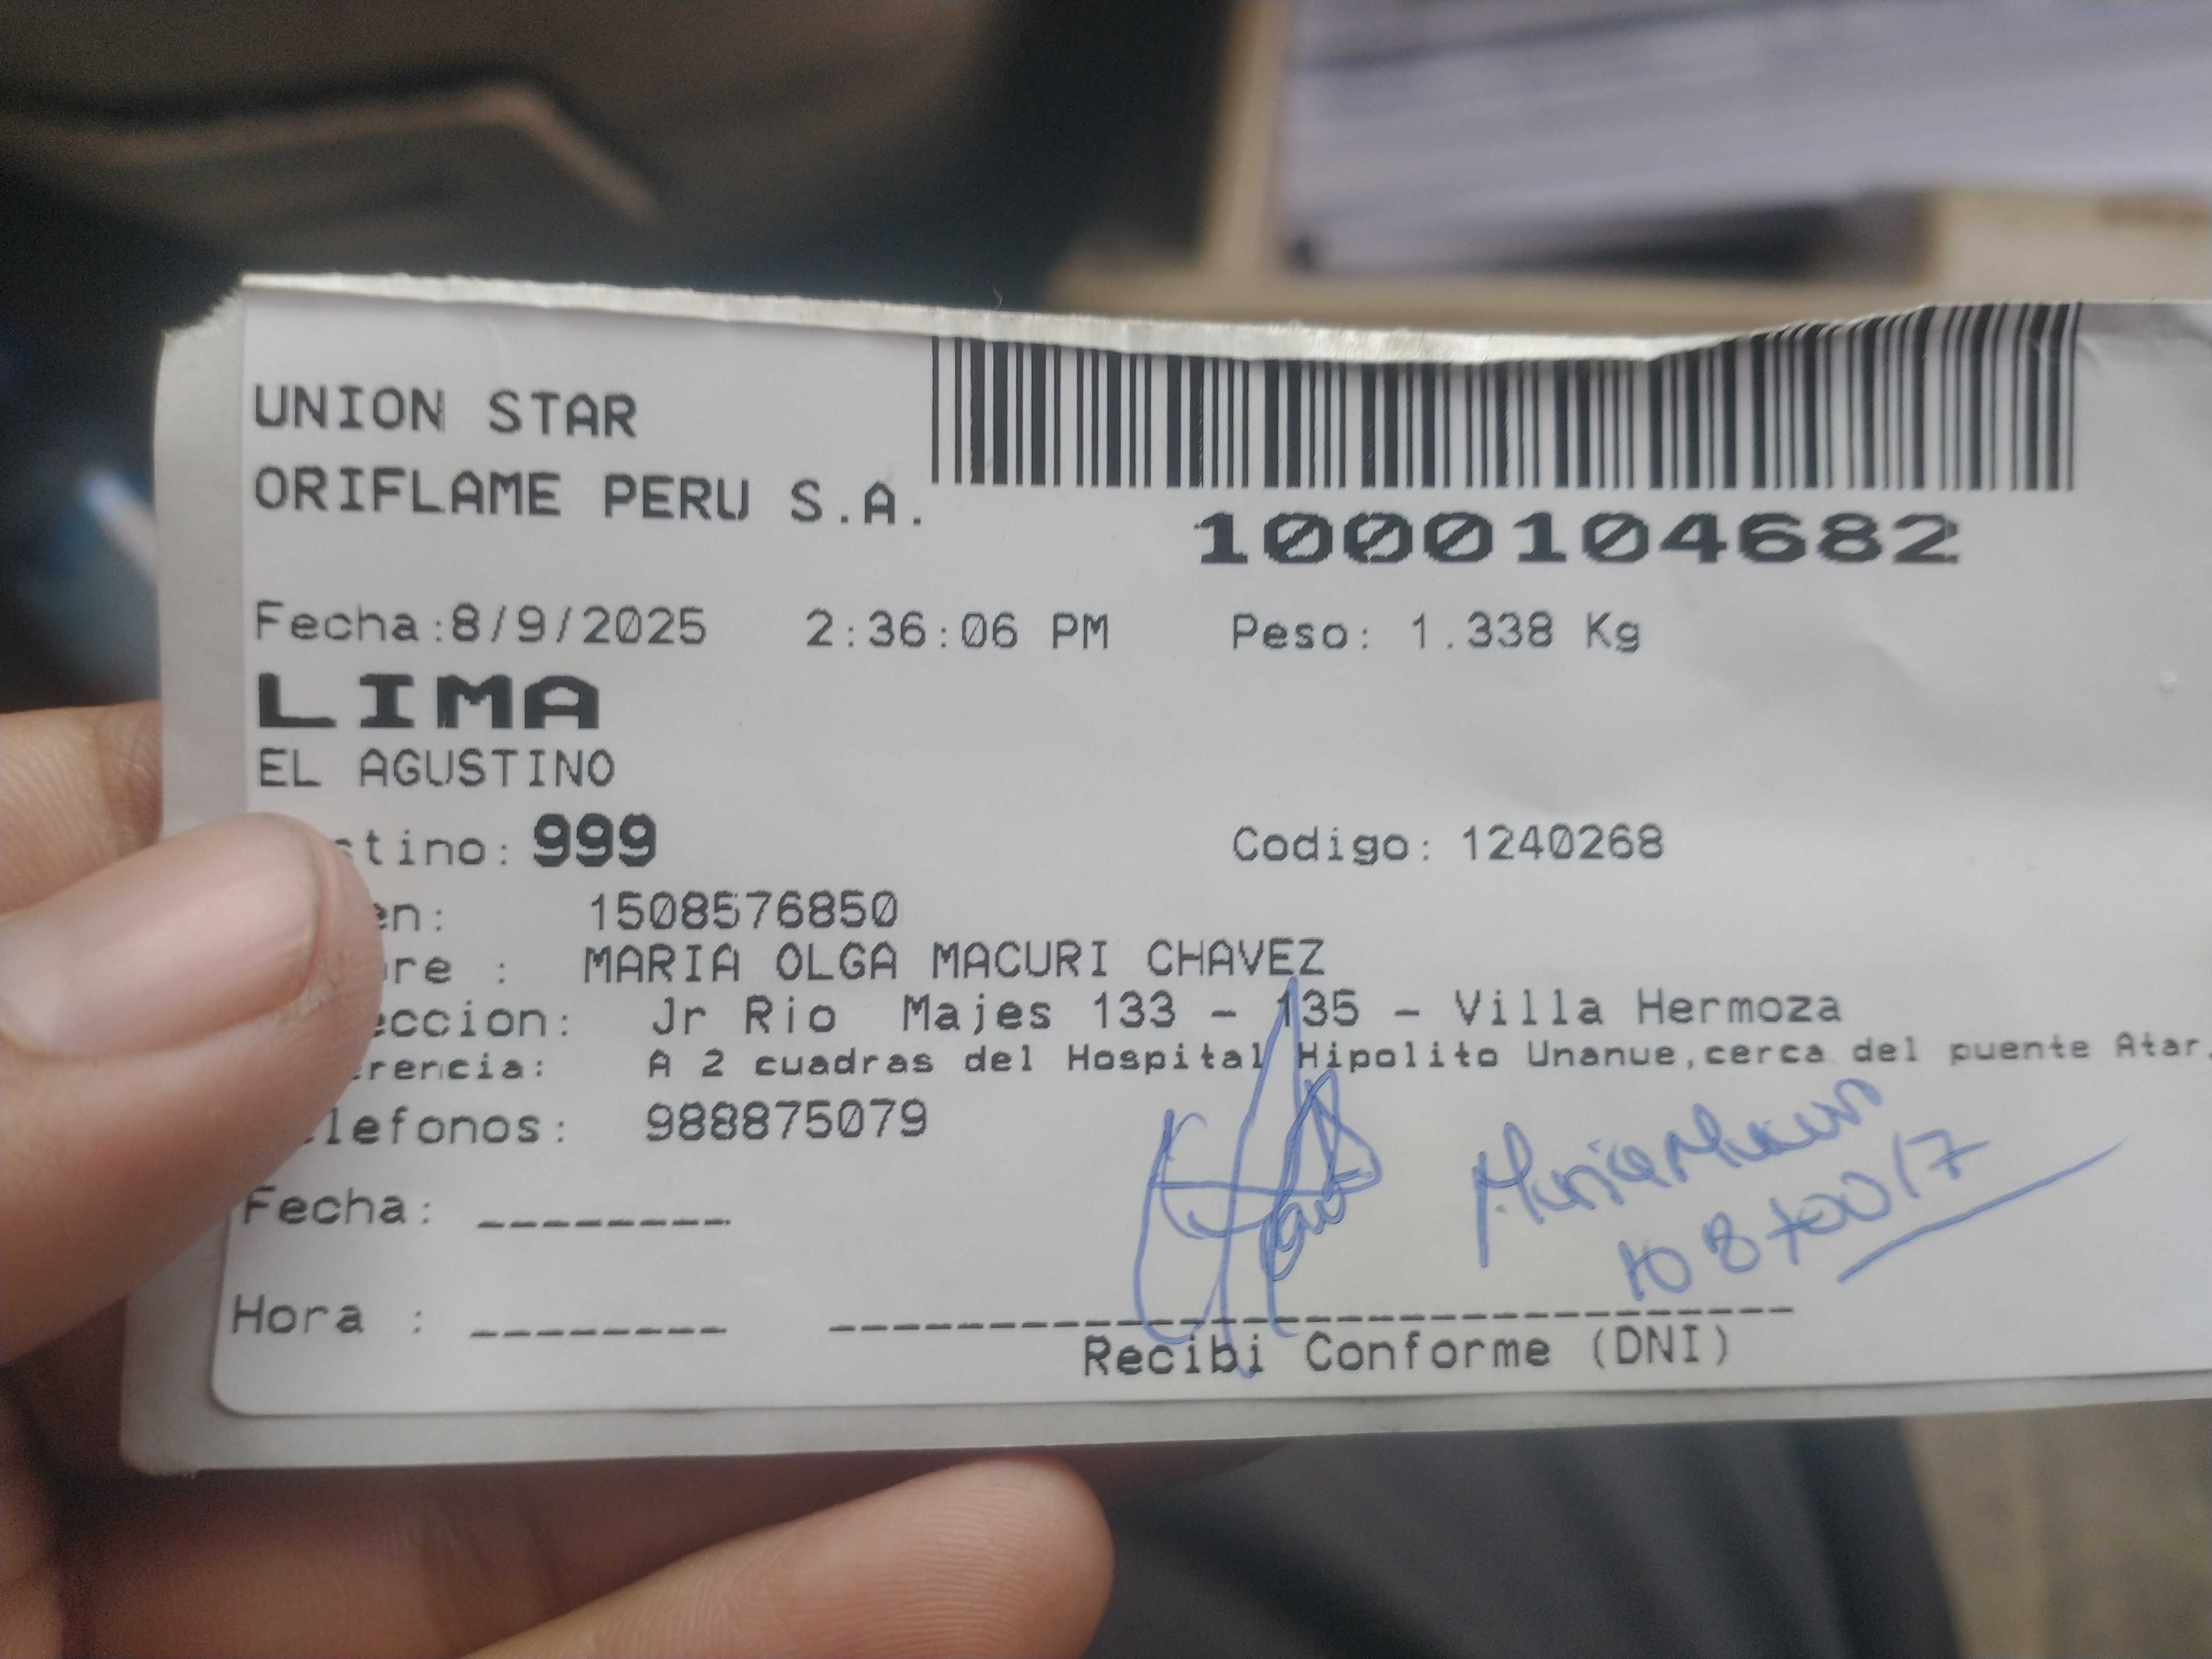 UNION STAR
ORIFLAME PERU S.A.
1000104682
Fecha:8/9/2025 2:36:06 PM Peso: 1.338 Kg
LIMA
EL AGUSTINO
stino: 999 Codigo: 1240268
en: 1508576850
re : MARIA OLGA MACURI CHAVEZ
eccion: Jr Rio Majes 133 - 135 - Villa Hermoza
erencia: A 2 cuadras del Hospital Hipolito Unanue,cerca del puente Atar
lefonos: 988875079
Fecha: --------
Hora : --------
Recibi Conforme (DNI)